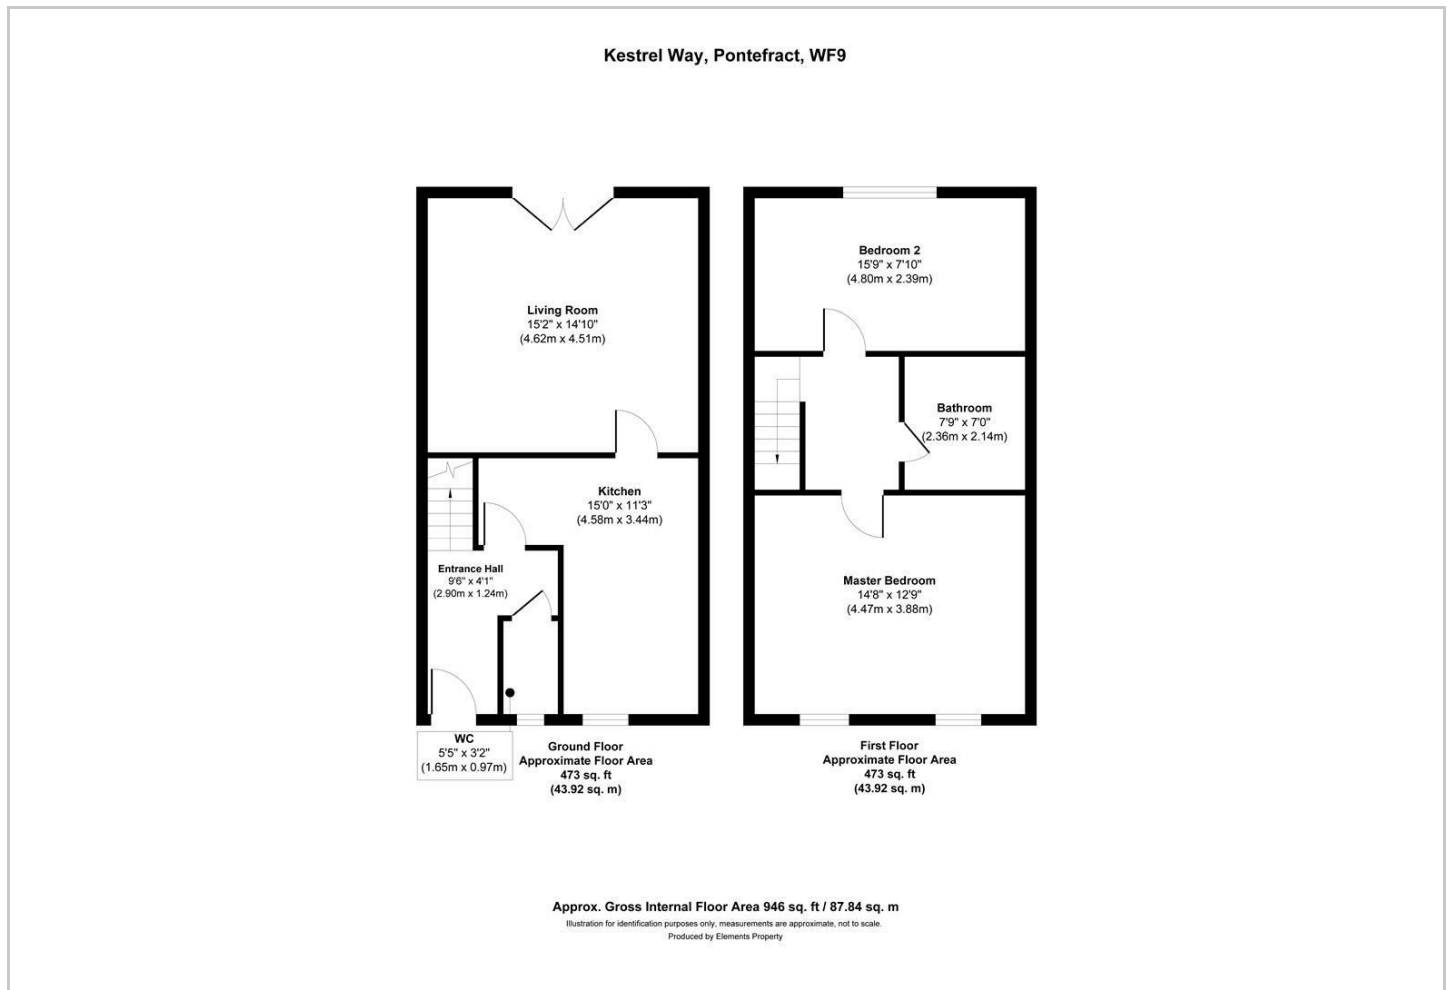 Kestrel Way, Pontefract, WF9
Living Room
15'2" x 14'10"
(4.62m x 4.51m)
Kitchen
15'0" x 11'3"
(4.58m x 3.44m)
Entrance Hall
9'6" x 4'1"
(2.90m x 1.24m)
WC
5'5" x 3'2"
(1.65m x 0.97m)
Ground Floor
Approximate Floor Area
473 sq. ft
(43.92 sq. m)
Bedroom 2
15'9" x 7'10"
(4.80m x 2.39m)
Bathroom
7'9" x 7'0"
(2.36m x 2.14m)
Master Bedroom
14'8" x 12'9"
(4.47m x 3.88m)
First Floor
Approximate Floor Area
473 sq. ft
(43.92 sq. m)
Approx. Gross Internal Floor Area 946 sq. ft / 87.84 sq. m
Illustration for identification purposes only, measurements are approximate, not to scale.
Produced by Elements Property